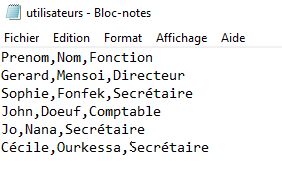 utilisateurs - Bloc-notes
Fichier Edition Format Affichage Aide
Prenom,Nom,Fonction
Gerard,Mensoi,Directeur
Sophie,Fonfek,Secrétaire
John,Doeuf,Comptable
Jo,Nana,Secrétaire
Cécile,Ourkessa,Secrétaire